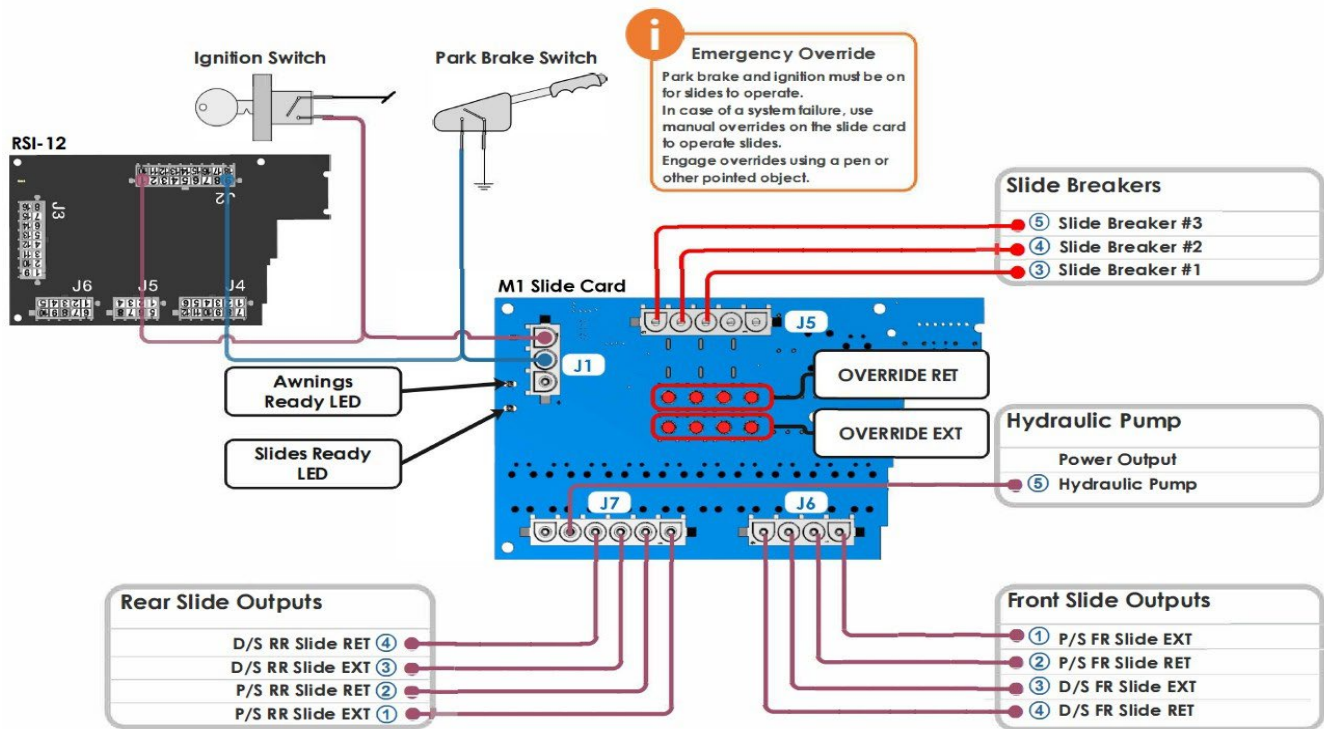 Ignition Switch
Park Brake Switch
i
Emergency Override
Park brake and ignition must be on
for slides to operate.
In case of a system failure, use
manual overrides on the slide card
to operate slides.
Engage overrides using a pen or
other pointed object.
RSI-12
J2
J3
J6
J5
J4
Slide Breakers
5 Slide Breaker #3
4 Slide Breaker #2
3 Slide Breaker #1
M1 Slide Card
J5
J1
Awnings
Ready LED
Slides Ready
LED
OVERRIDE RET
OVERRIDE EXT
Hydraulic Pump
Power Output
5 Hydraulic Pump
J7
J6
Rear Slide Outputs
D/S RR Slide RET 4
D/S RR Slide EXT 3
P/S RR Slide RET 2
P/S RR Slide EXT 1
Front Slide Outputs
1 P/S FR Slide EXT
2 P/S FR Slide RET
3 D/S FR Slide EXT
4 D/S FR Slide RET